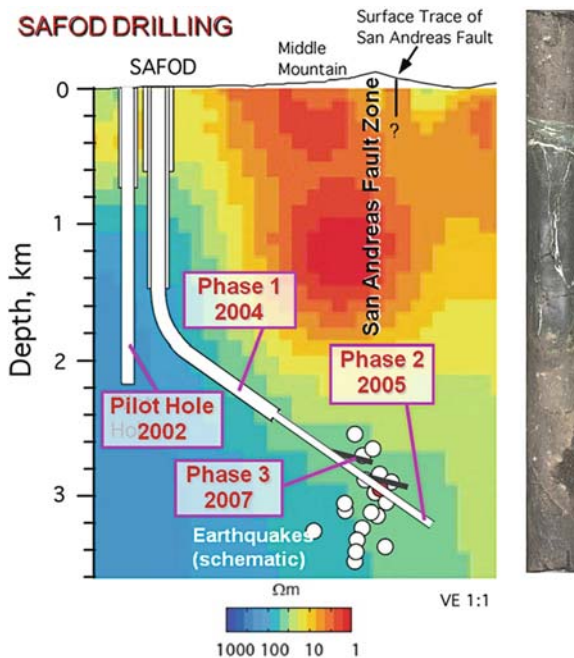 SAFOD DRILLING
Surface Trace of
San Andreas Fault
Middle
Mountain
SAFOD
?
San Andreas Fault Zone
0
1
2
3
Depth, km
Phase 1
2004
Phase 2
2005
Pilot Hole
2002
Phase 3
2007
Earthquakes
(schematic)
Ωm
VE 1:1
1000 100 10 1